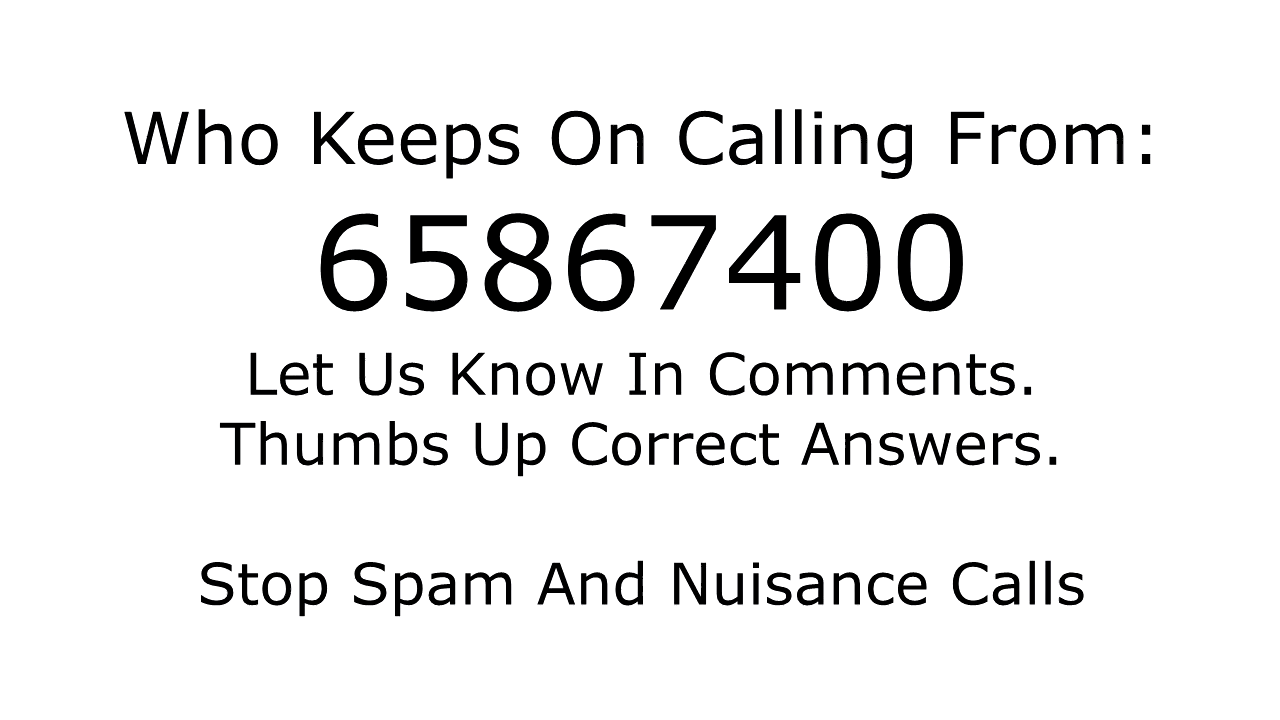 Who Keeps On Calling From:
65867400
Let Us Know In Comments.
Thumbs Up Correct Answers.
Stop Spam And Nuisance Calls